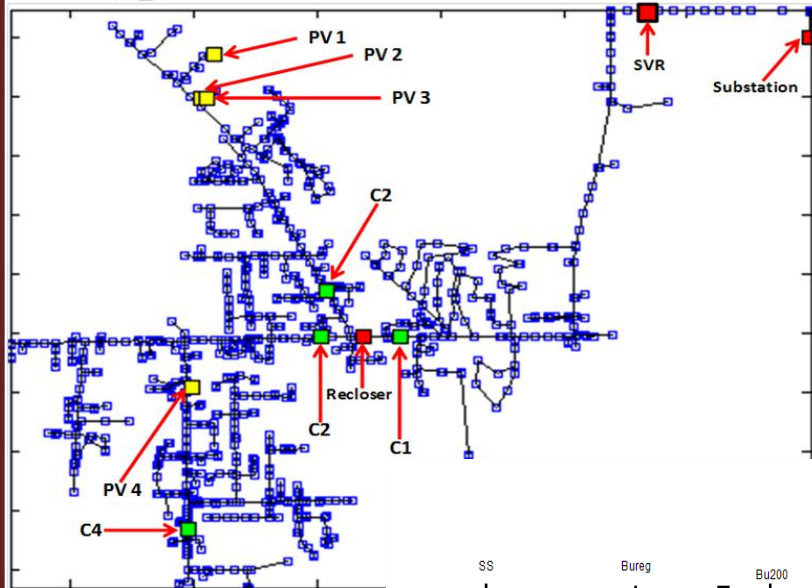 PV 1
PV 2
PV 3
SVR
Substation
C2
Recloser
C2
C1
PV 4
C4
SS
Bureg
Bu200